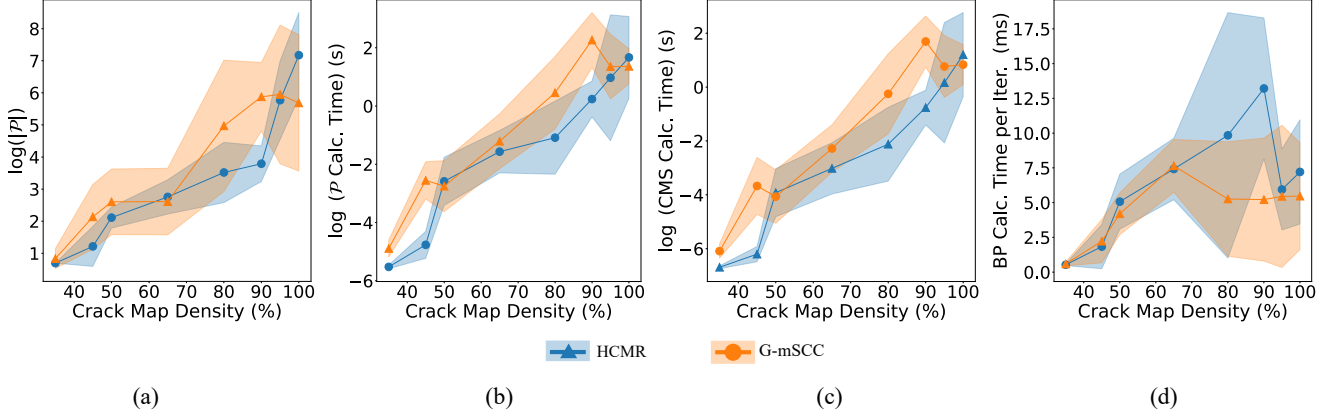 log(|𝒫|)
8
7
6
5
4
3
2
1
40 50 60 70 80 90 100
Crack Map Density (%)
log (𝒫 Calc. Time) (s)
2
0
−2
−4
−6
40 50 60 70 80 90 100
Crack Map Density (%)
log (CMS Calc. Time) (s)
2
0
−2
−4
−6
40 50 60 70 80 90 100
Crack Map Density (%)
BP Calc. Time per Iter. (ms)
17.5
15.0
12.5
10.0
7.5
5.0
2.5
0.0
40 50 60 70 80 90 100
Crack Map Density (%)
HCMR G-mSCC
(a) (b) (c) (d)